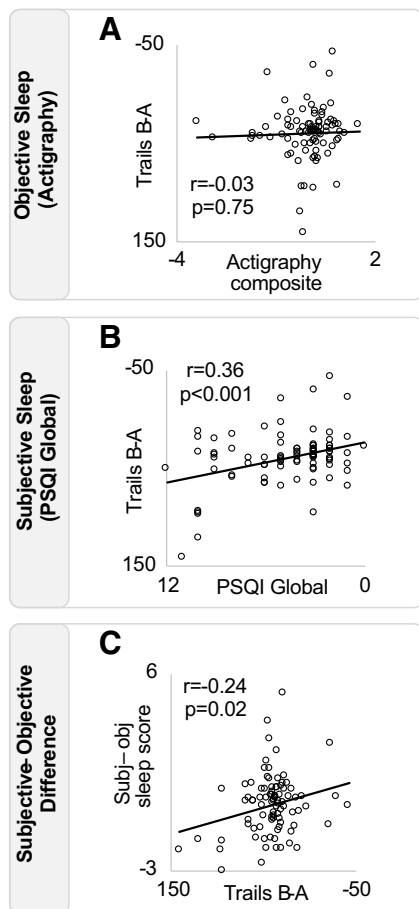 A
Objective Sleep
(Actigraphy)
-50
Trails B-A
r=-0.03
p=0.75
150
-4
2
Actigraphy
composite
B
Subjective Sleep
(PSQI Global)
-50
r=0.36
p<0.001
Trails B-A
150
12
PSQI Global
0
C
Subjective-Objective
Difference
6
r=-0.24
p=0.02
Subj–obj
sleep score
-3
150
Trails B-A
-50